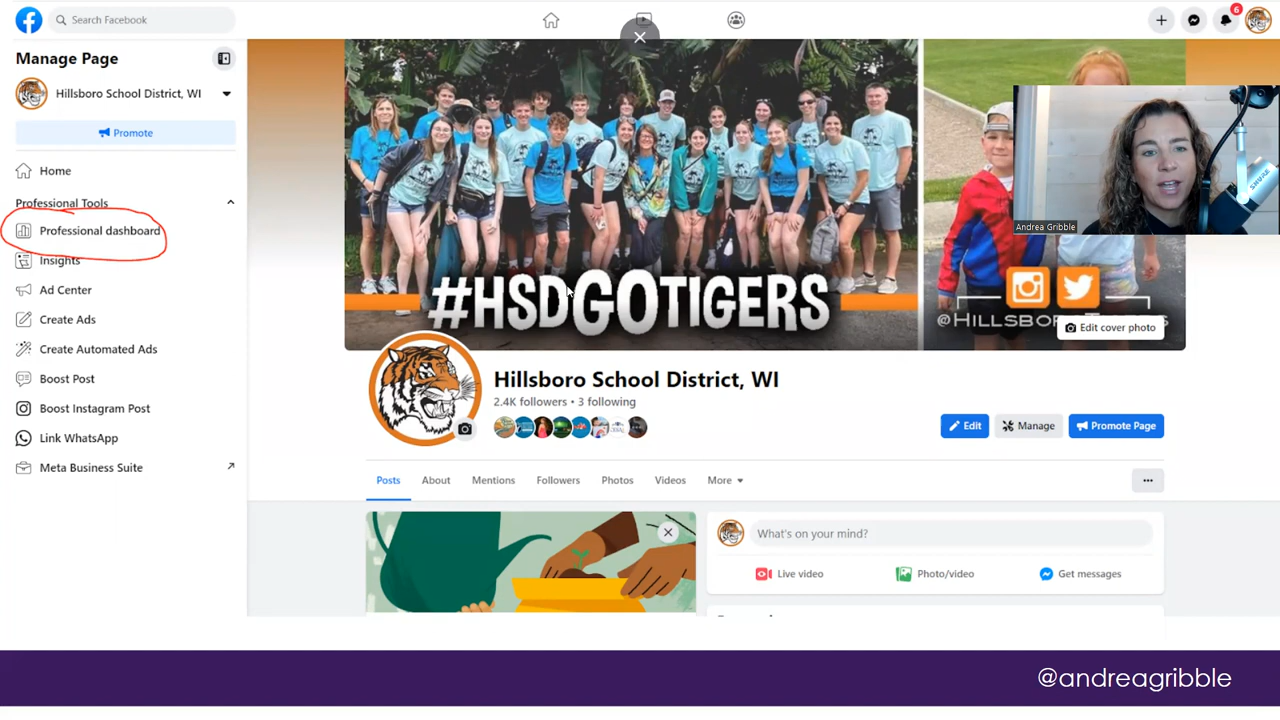 Search Facebook
6
Manage Page
Hillsboro School District, WI
Promote
Home
Professional Tools
Professional dashboard
Insights
Ad Center
Create Ads
Create Automated Ads
Boost Post
Boost Instagram Post
Link WhatsApp
Meta Business Suite
#HSDGOTIGERS
SHURE
Andrea Gribble
Edit cover photo
Hillsboro School District, WI
2.4K followers • 3 following
Edit
Manage
Promote Page
Posts
About
Mentions
Followers
Photos
Videos
More
What's on your mind?
Live video
Photo/video
Get messages
@andreagribble